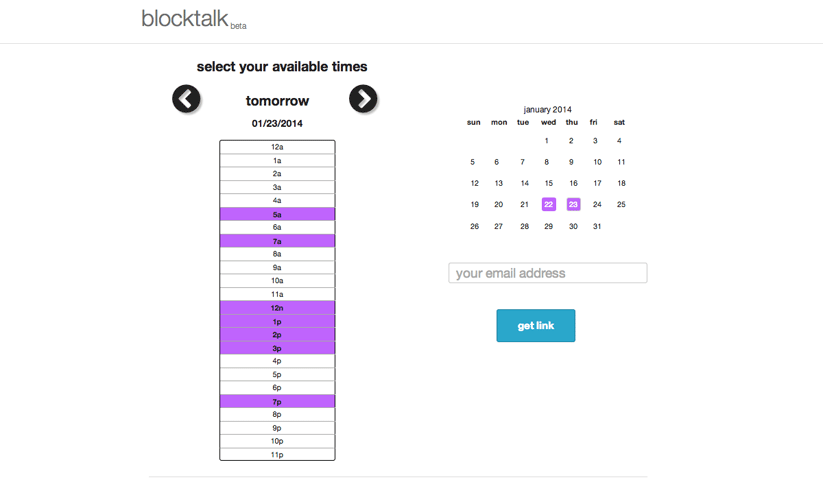 blocktalk beta
select your available times
tomorrow
01/23/2014
12a
1a
2a
3a
4a
5a
6a
7a
8a
9a
10a
11a
12n
1p
2p
3p
4p
5p
6p
7p
8p
9p
10p
11p
january 2014
sun mon tue wed thu fri sat
1 2 3 4
5 6 7 8 9 10 11
12 13 14 15 16 17 18
19 20 21 22 23 24 25
26 27 28 29 30 31
your email address
get link